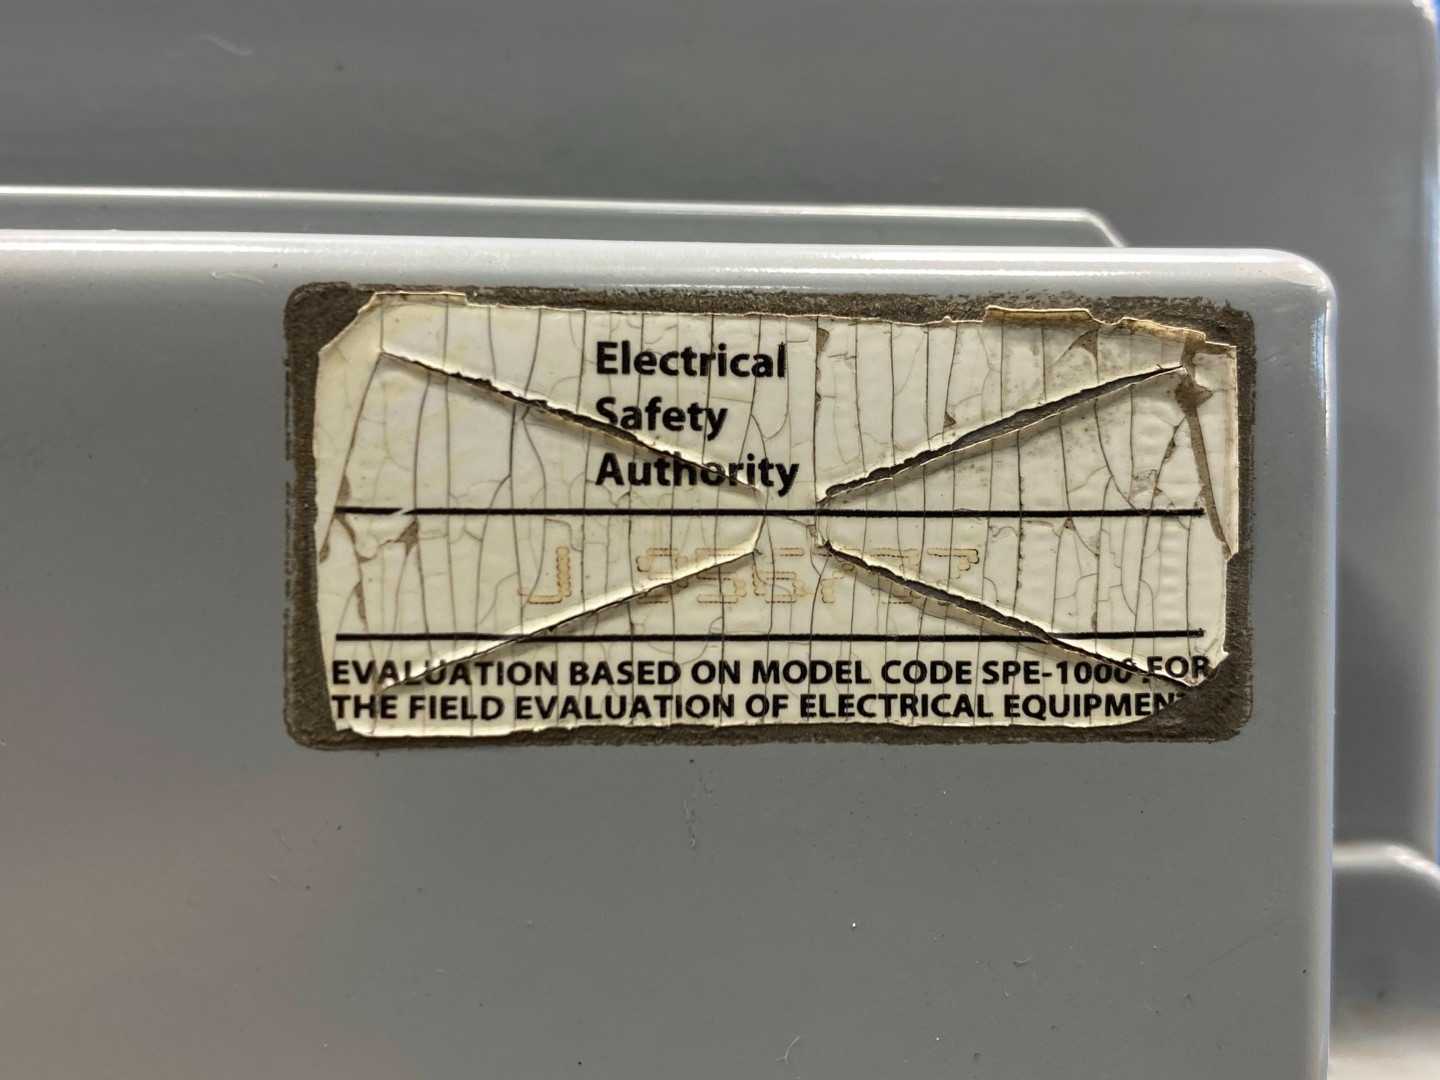 Electrical
Safety
Authority
J
EVALUATION BASED ON MODEL CODE SPE-1000 FOR
THE FIELD EVALUATION OF ELECTRICAL EQUIPMENT